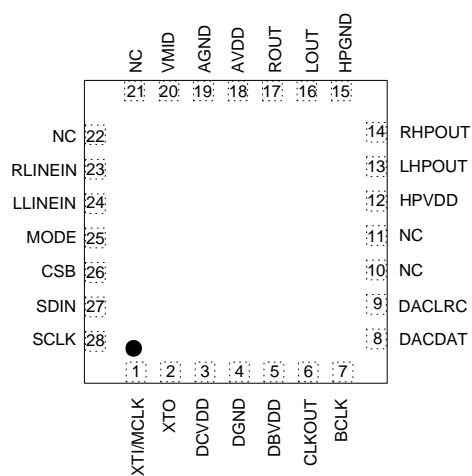 NC VMID AGND AVDD ROUT LOUT HPGND
21 20 19 18 17 16 15
NC 22
RLINEIN 23
LLINEIN 24
MODE 25
CSB 26
SDIN 27
SCLK 28
14 RHPOUT
13 LHPOUT
12 HPVDD
11 NC
10 NC
9 DACLRC
8 DACDAT
1 2 3 4 5 6 7
XTI/MCLK XTO DCVDD DGND DBVDD CLKOUT BCLK